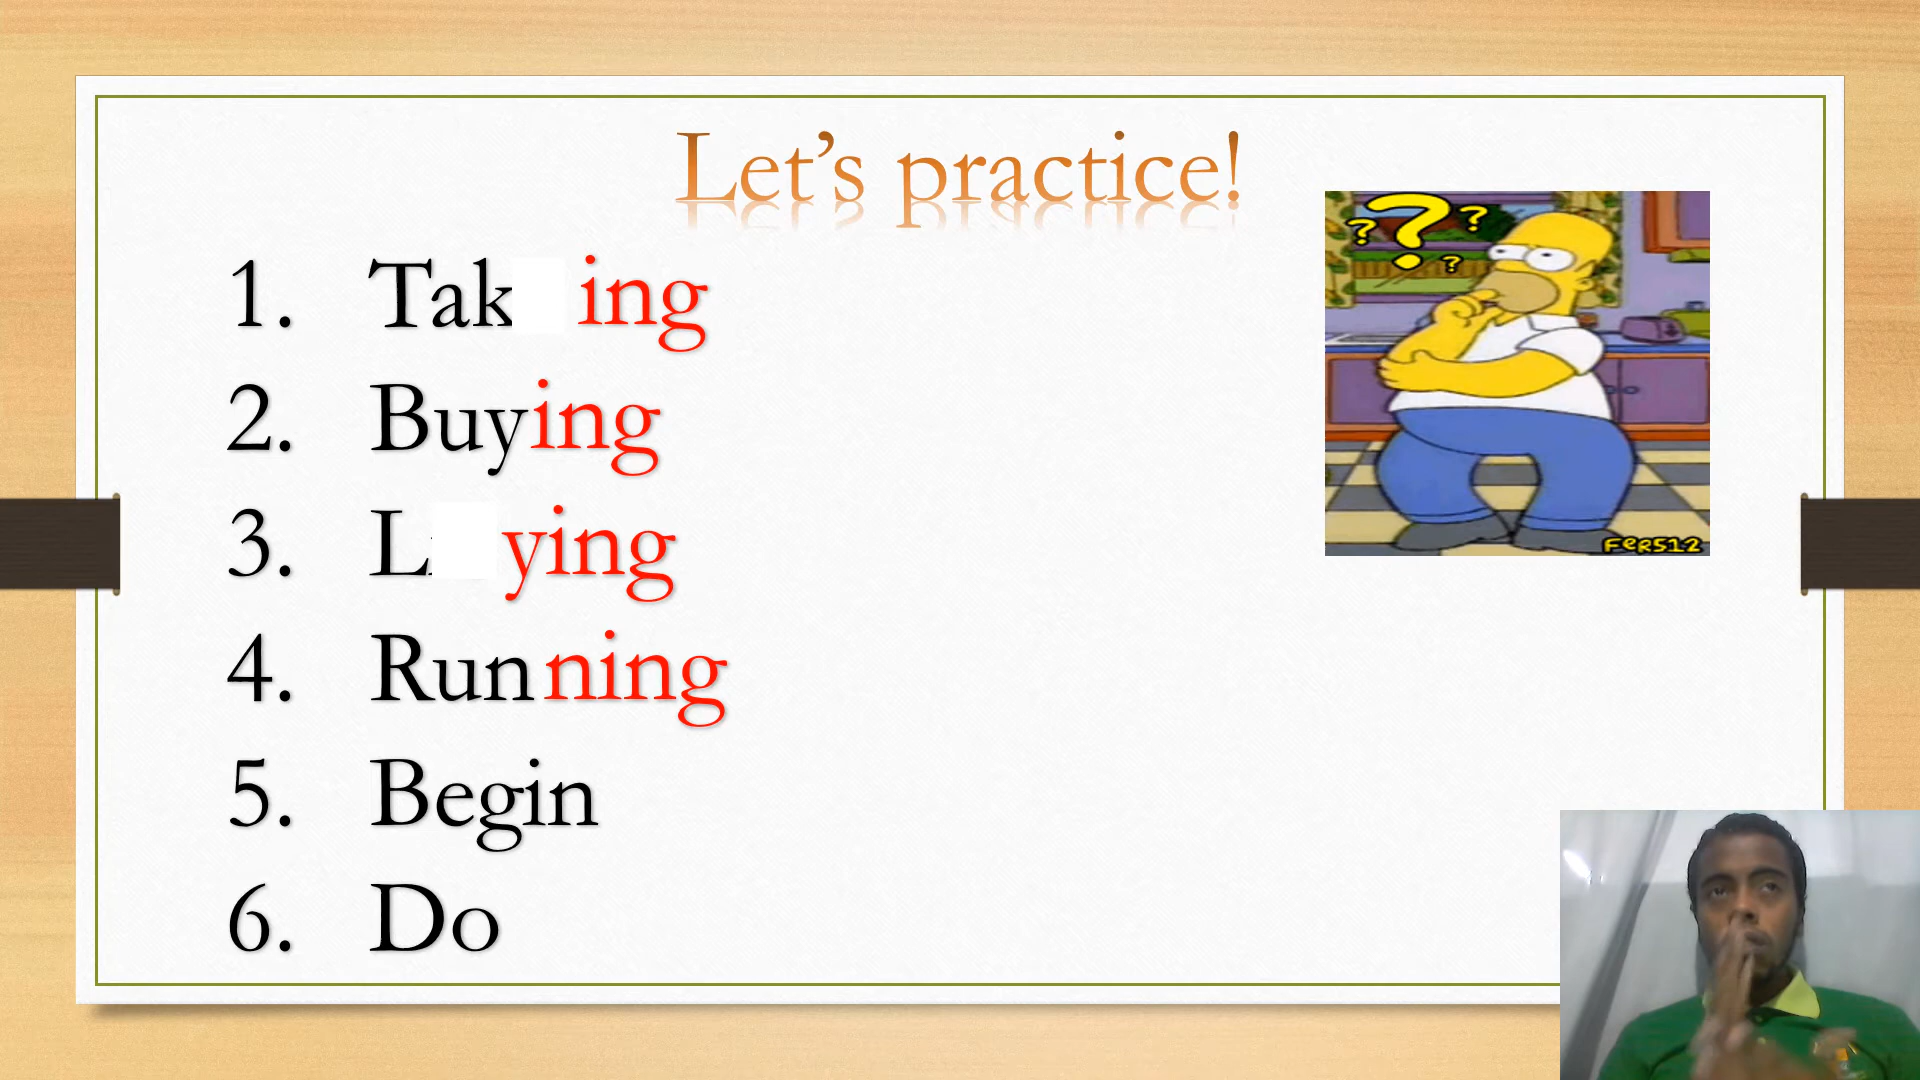 Let's practice!
1. Tak ing
2. Buying
3. L ying
4. Running
5. Begin
6. Do
? ? ? ?
FeR512